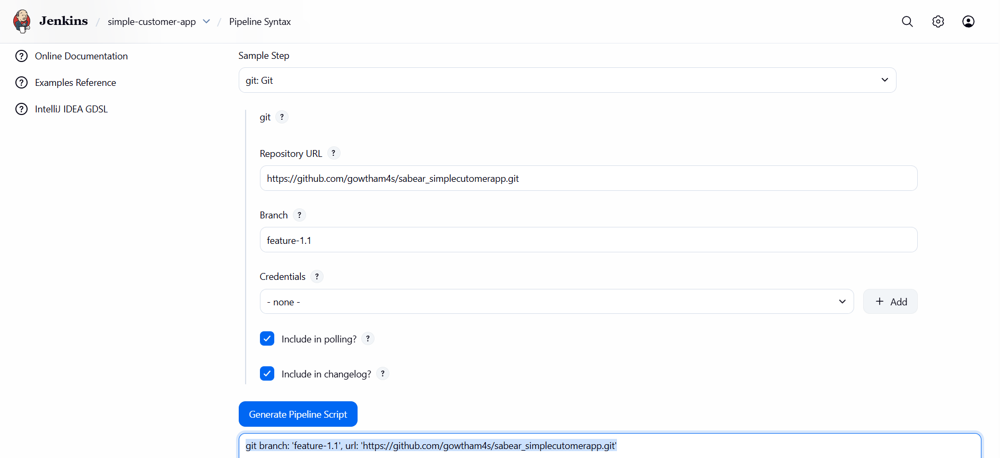 Jenkins / simple-customer-app / Pipeline Syntax
Online Documentation
Examples Reference
IntelliJ IDEA GDSL
Sample Step
git: Git
git ?
Repository URL ?
https://github.com/gowtham4s/sabear_simplecutomerapp.git
Branch ?
feature-1.1
Credentials ?
- none -
+ Add
Include in polling? ?
Include in changelog? ?
Generate Pipeline Script
git branch: 'feature-1.1', url: 'https://github.com/gowtham4s/sabear_simplecutomerapp.git'